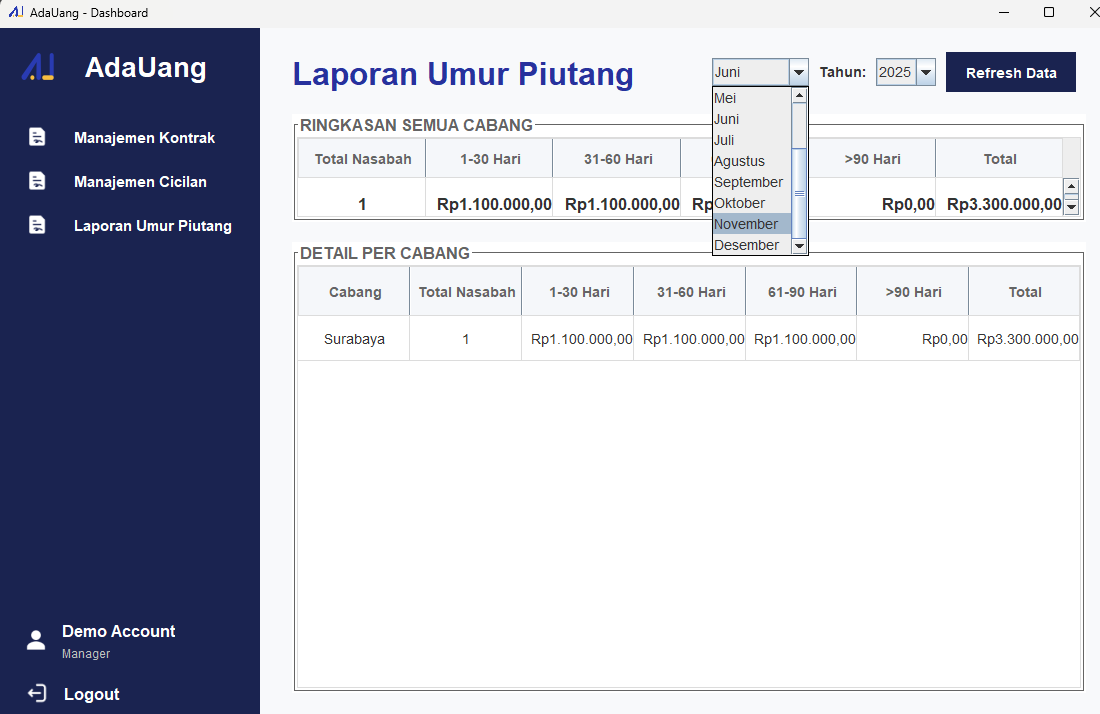 AdaUang - Dashboard
AdaUang
Manajemen Kontrak
Manajemen Cicilan
Laporan Umur Piutang
Demo Account
Manager
Logout
Laporan Umur Piutang
Juni
Tahun:
2025
Refresh Data
Mei
Juni
Juli
Agustus
September
Oktober
November
Desember
RINGKASAN SEMUA CABANG
Total Nasabah 1-30 Hari 31-60 Hari >90 Hari Total
1 Rp1.100.000,00 Rp1.100.000,00 Rp Rp0,00 Rp3.300.000,00
DETAIL PER CABANG
Cabang Total Nasabah 1-30 Hari 31-60 Hari 61-90 Hari >90 Hari Total
Surabaya 1 Rp1.100.000,00 Rp1.100.000,00 Rp1.100.000,00 Rp0,00 Rp3.300.000,00